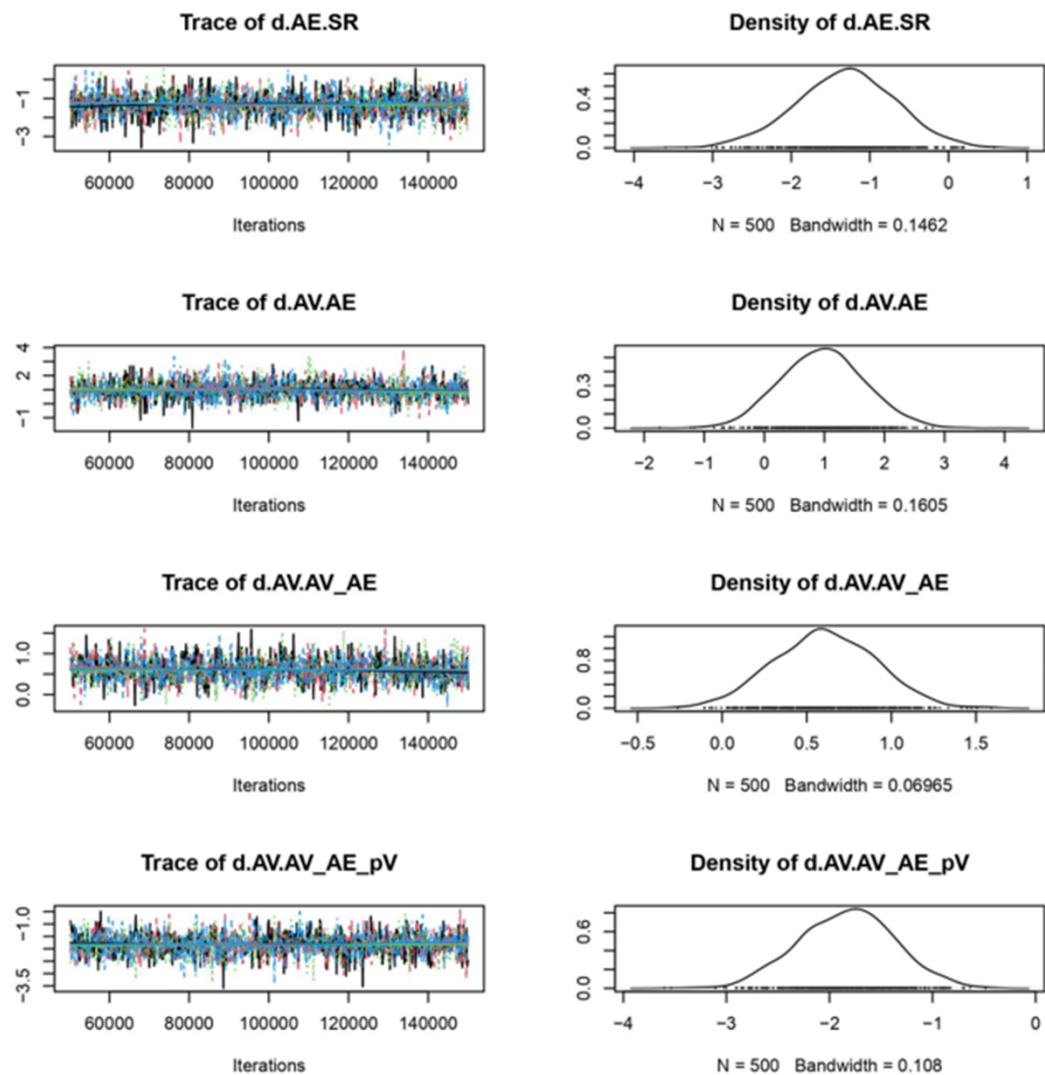 Trace of d.AE.SR
Density of d.AE.SR
−1
−3
60000 80000 100000 120000 140000
Iterations
0.4
0.0
−4 −3 −2 −1 0 1
N = 500 Bandwidth = 0.1462
Trace of d.AV.AE
Density of d.AV.AE
4
2
−1
60000 80000 100000 120000 140000
Iterations
0.3
0.0
−2 −1 0 1 2 3 4
N = 500 Bandwidth = 0.1605
Trace of d.AV.AV_AE
Density of d.AV.AV_AE
1.0
0.0
60000 80000 100000 120000 140000
Iterations
0.8
0.0
−0.5 0.0 0.5 1.0 1.5
N = 500 Bandwidth = 0.06965
Trace of d.AV.AV_AE_pV
Density of d.AV.AV_AE_pV
−1.0
−3.5
60000 80000 100000 120000 140000
Iterations
0.6
0.0
−4 −3 −2 −1 0
N = 500 Bandwidth = 0.108